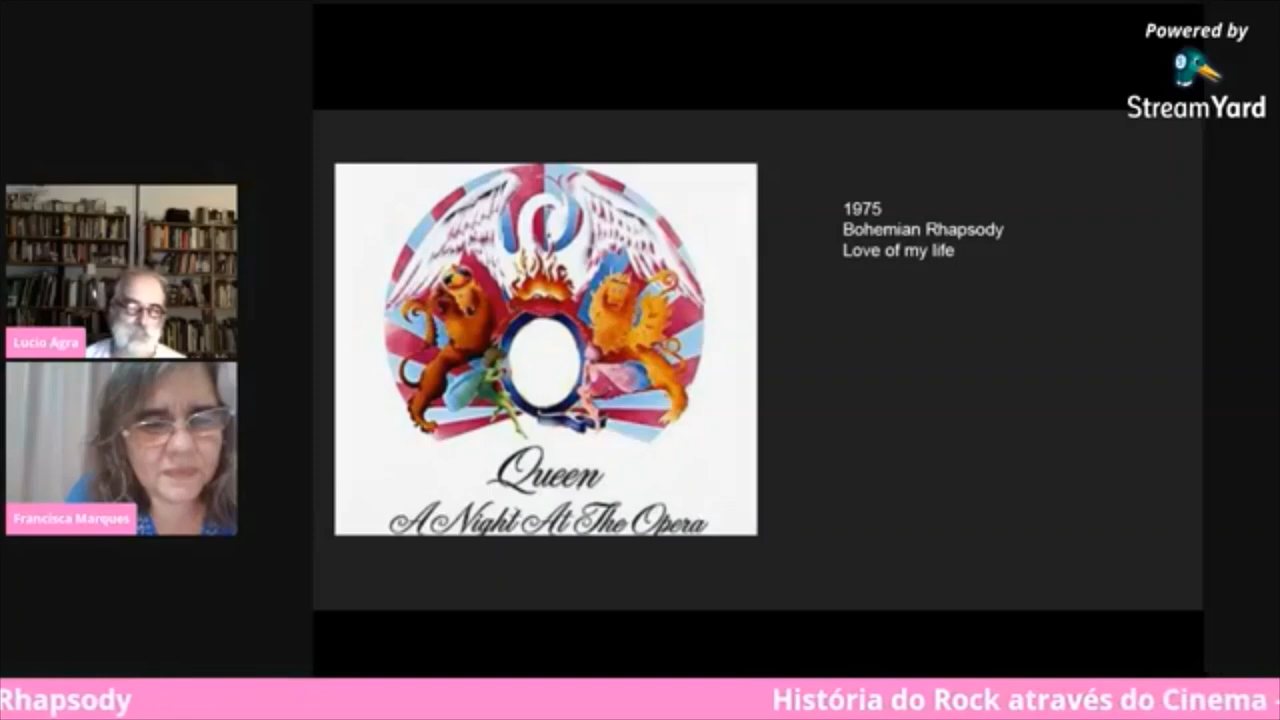 Powered by
StreamYard
Lucio Agra
Francisca Marques
Queen
A Night At The Opera
1975
Bohemian Rhapsody
Love of my life
Rhapsody
História do Rock através do Cinema -